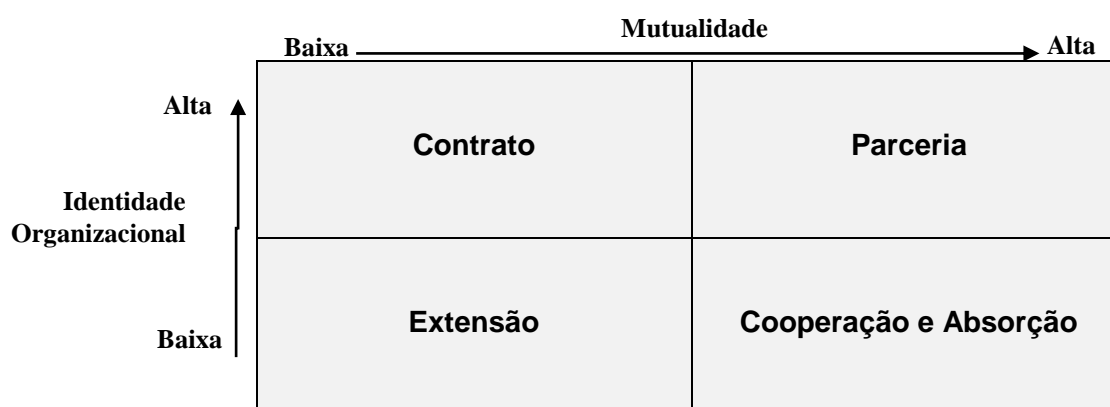 Mutualidade
Baixa
Alta
Alta
Contrato
Parceria
Identidade
Organizacional
Baixa
Extensão
Cooperação e Absorção